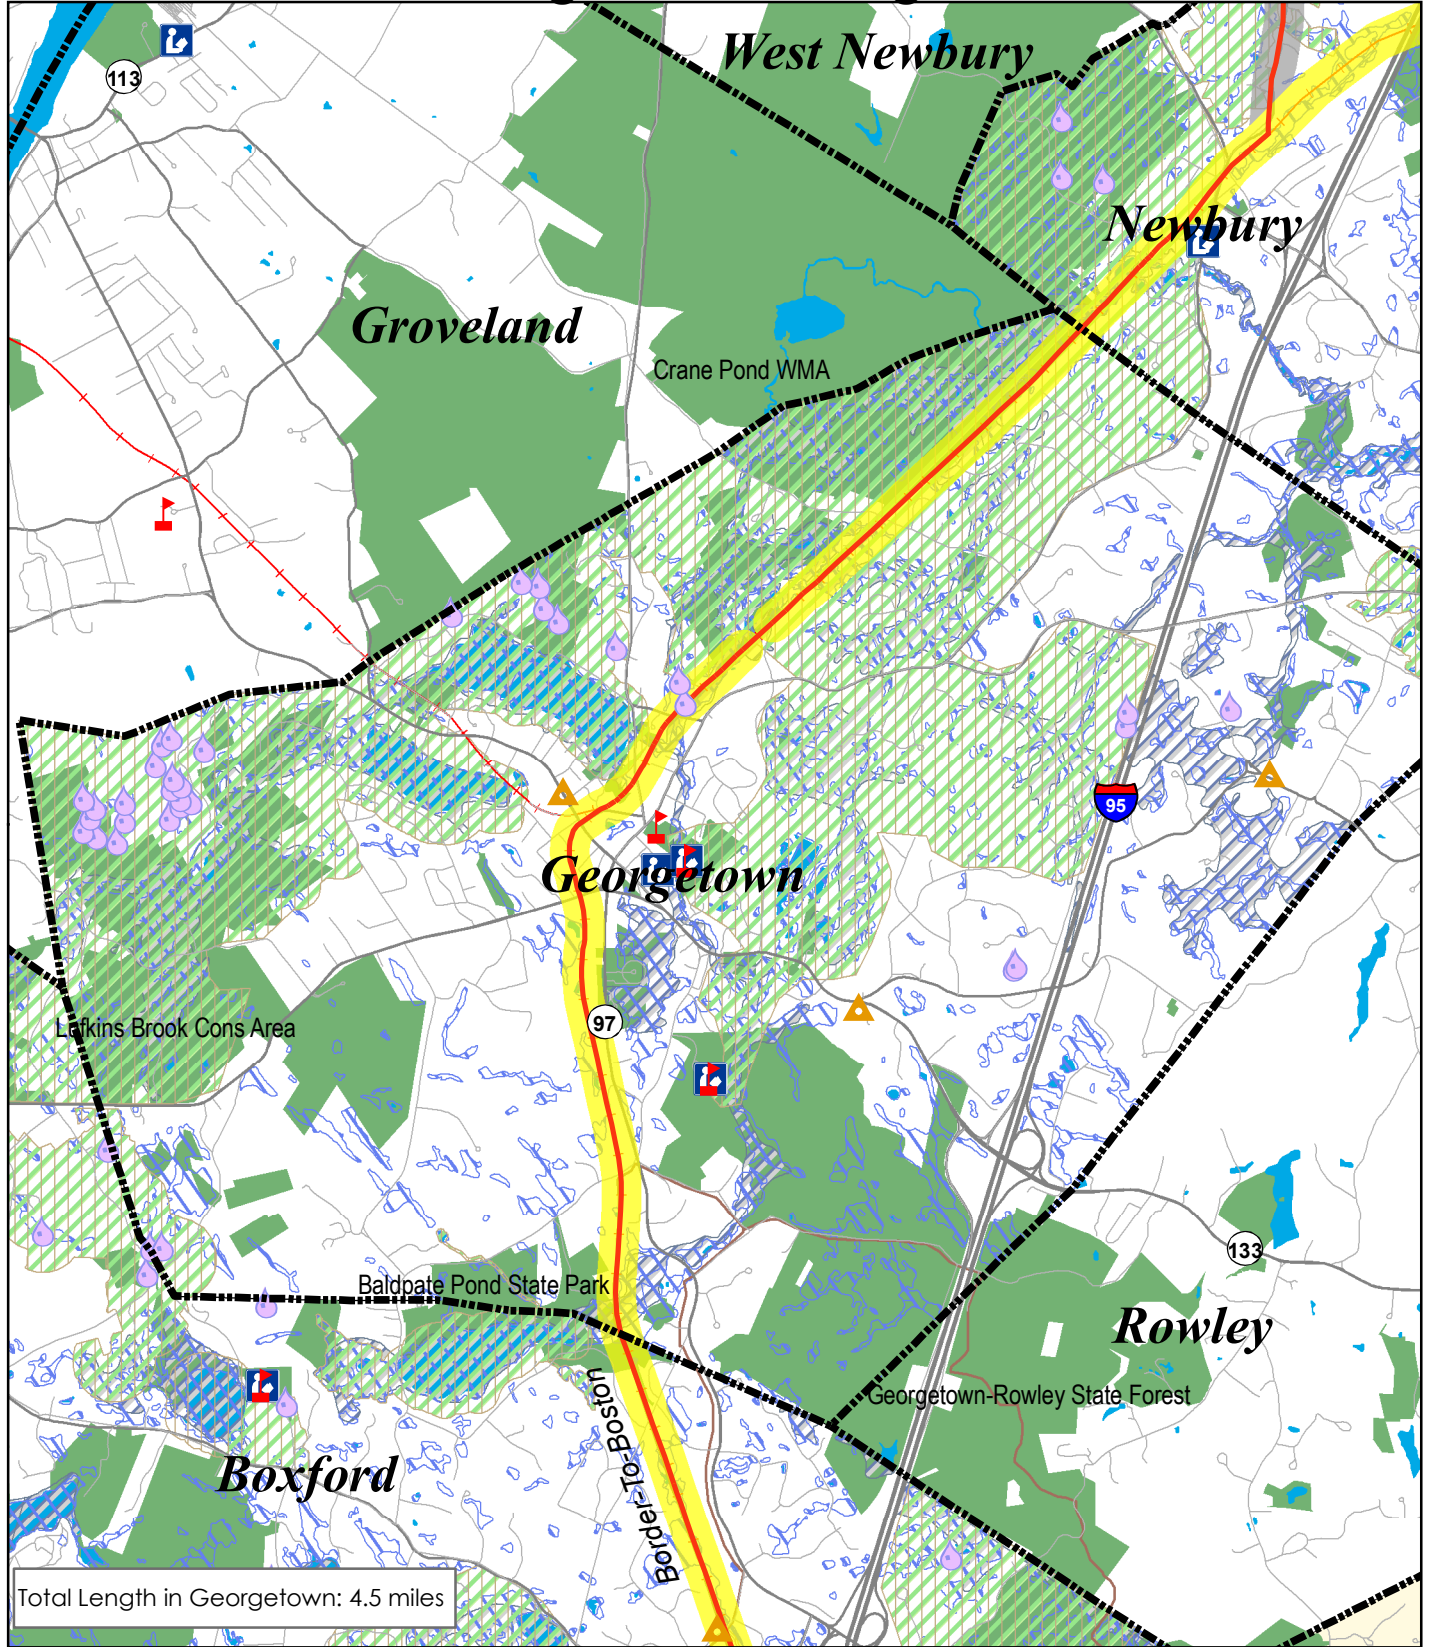 West Newbury
113
Newbury
Groveland
Crane Pond WMA
95
Georgetown
97
Lufkins Brook Cons Area
133
Baldpate Pond State Park
Rowley
Georgetown-Rowley State Forest
Border-To-Boston
Boxford
Total Length in Georgetown: 4.5 miles